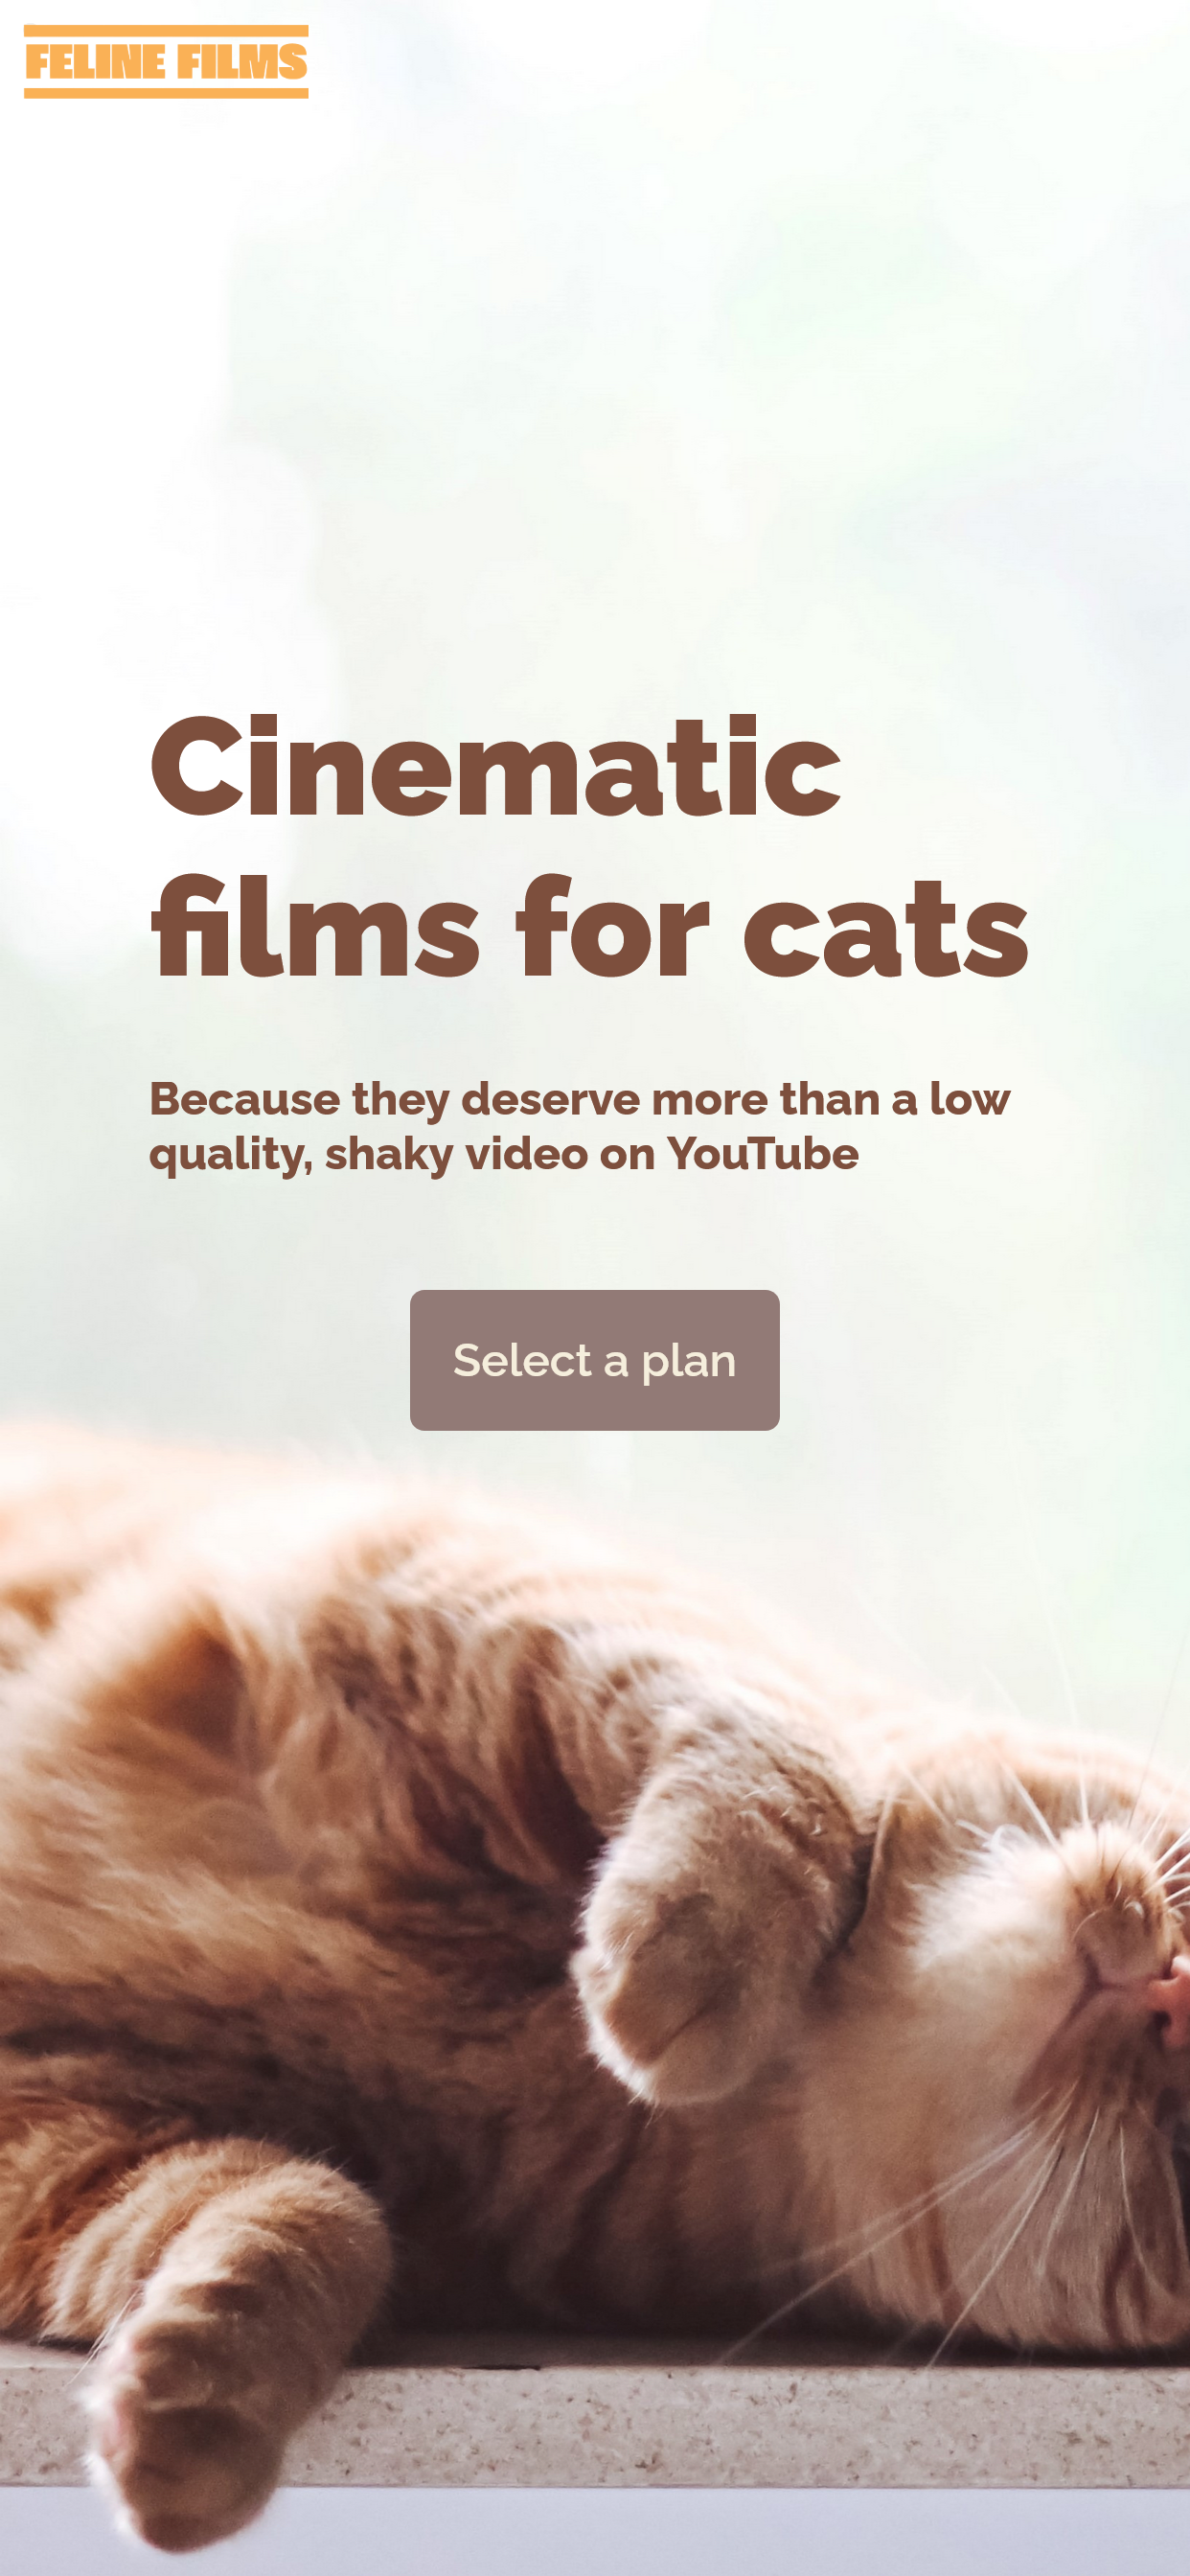 FELINE FILMS
Cinematic
films for cats
Because they deserve more than a low
quality, shaky video on YouTube
Select a plan